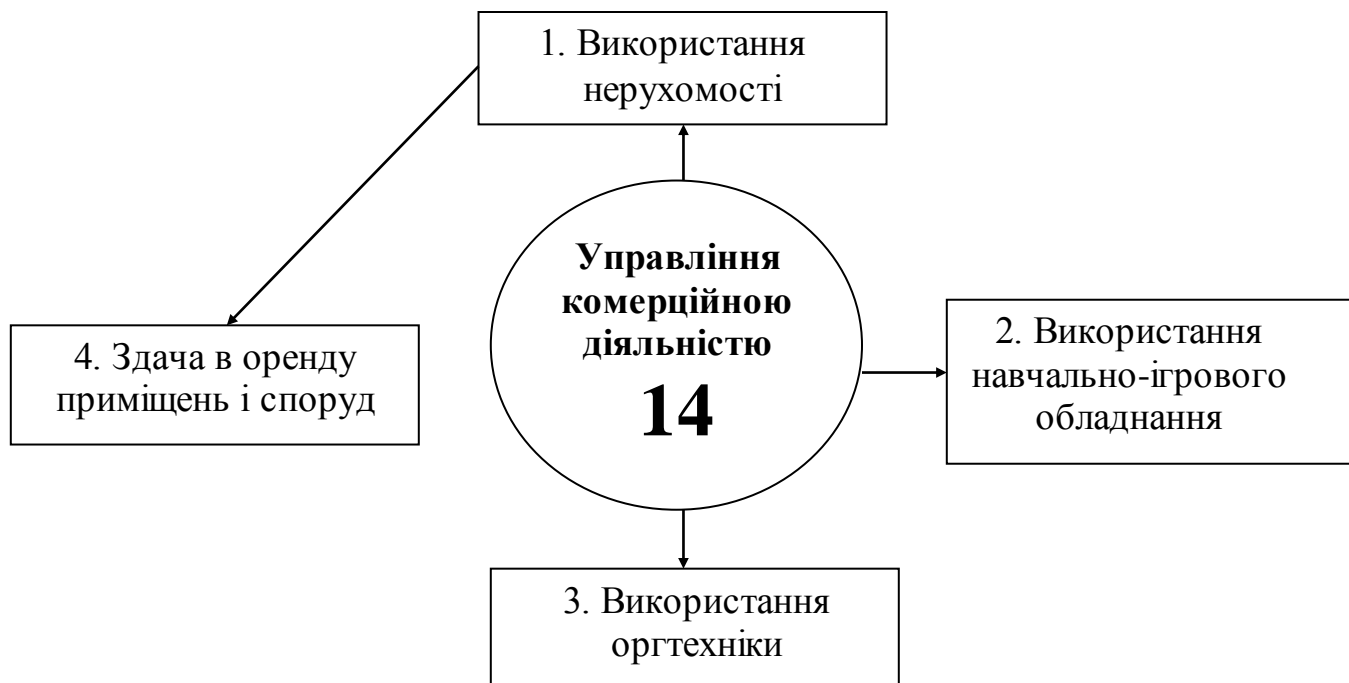 1. Використання
нерухомості
Управління
комерційною
діяльністю
14
4. Здача в оренду
приміщень і споруд
2. Використання
навчально-ігрового
обладнання
3. Використання
оргтехніки